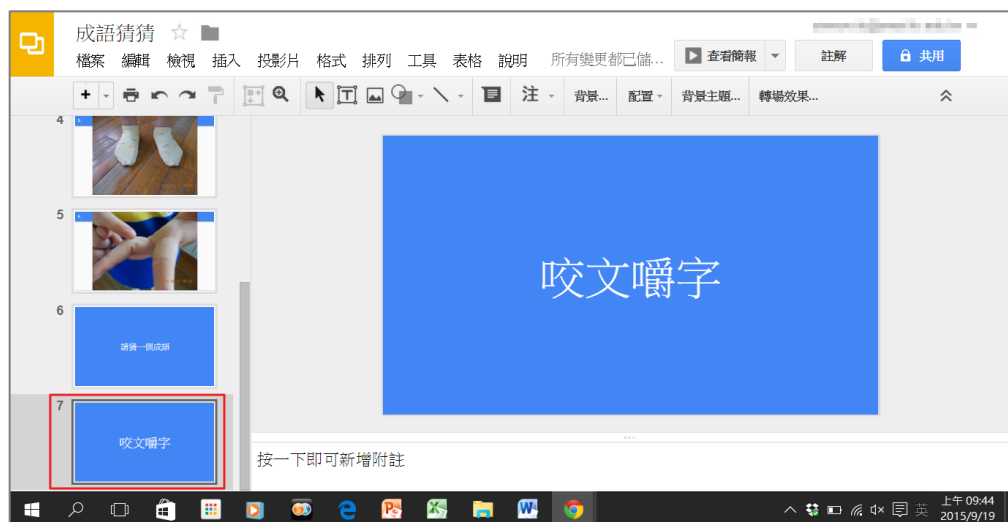 成語猜猜
檔案 編輯 檢視 插入 投影片 格式 排列 工具 表格 說明 所有變更都已儲... 查看簡報 註解 共用
注 背景... 配置 背景主題... 轉場效果...
4
5
6
請猜一個成語
7
咬文嚼字
咬文嚼字
按一下即可新增附註
英 上午 09:44
2015/9/19